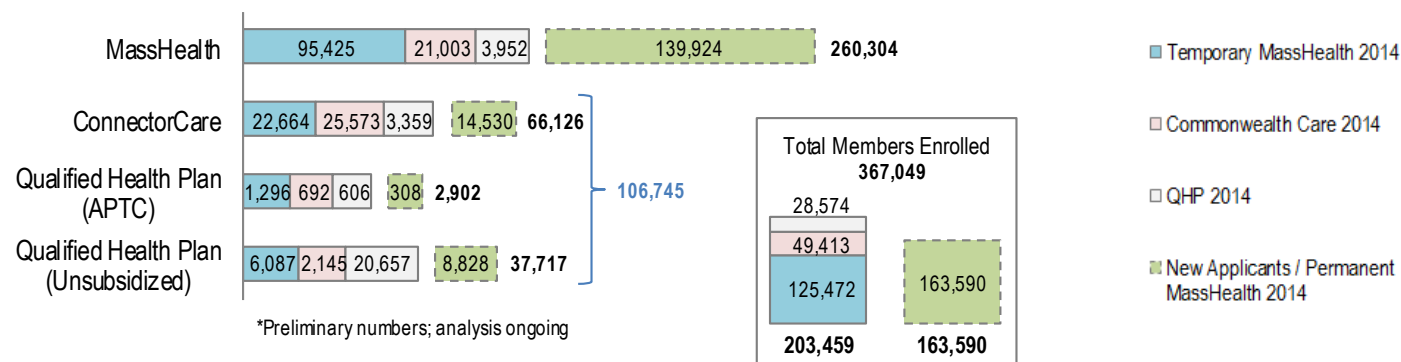 MassHealth
95,425
21,003
3,952
139,924
260,304
ConnectorCare
22,664
25,573
3,359
14,530
66,126
Qualified Health Plan
(APTC)
1,296
692
606
308
2,902
Qualified Health Plan
(Unsubsidized)
6,087
2,145
20,657
8,828
37,717
106,745
*Preliminary numbers; analysis ongoing
Total Members Enrolled
367,049
28,574
49,413
125,472
163,590
203,459
163,590
Temporary MassHealth 2014
Commonwealth Care 2014
QHP 2014
New Applicants / Permanent
MassHealth 2014